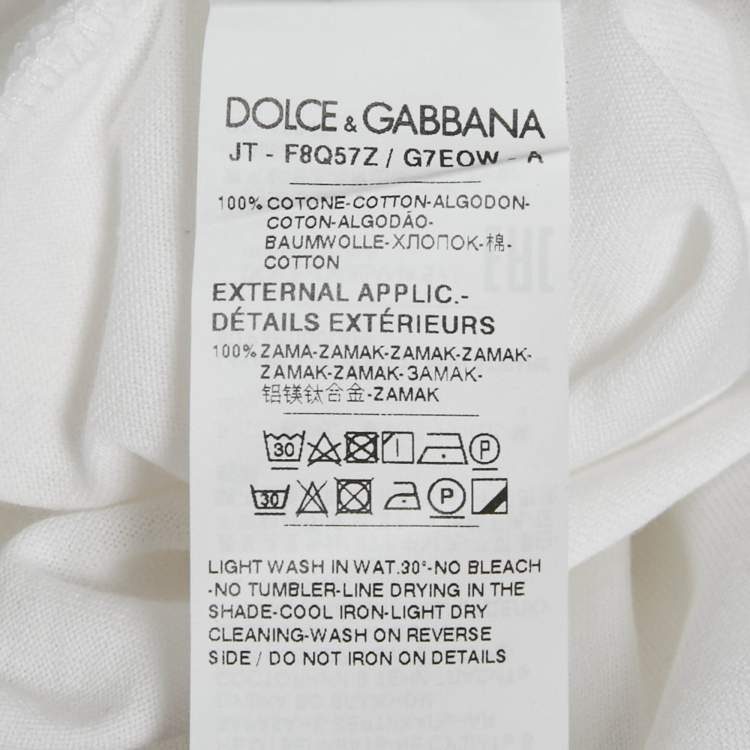 DOLCE & GABBANA
JT - F8Q57Z / G7EOW - A
100% COTONE-COTTON-ALGODON-
COTON-ALGODÃO-
BAUMWOLLE-ХЛОПОК-棉-
COTTON
EXTERNAL APPLIC.-
DÉTAILS EXTÉRIEURS
100% ZAMA-ZAMAK-ZAMAK-ZAMAK-
ZAMAK-ZAMAK-ЗАМАК-
铝镁钛合金-ZAMAK
30 P
30 P
LIGHT WASH IN WAT.30°-NO BLEACH
-NO TUMBLER-LINE DRYING IN THE
SHADE-COOL IRON-LIGHT DRY
CLEANING-WASH ON REVERSE
SIDE / DO NOT IRON ON DETAILS